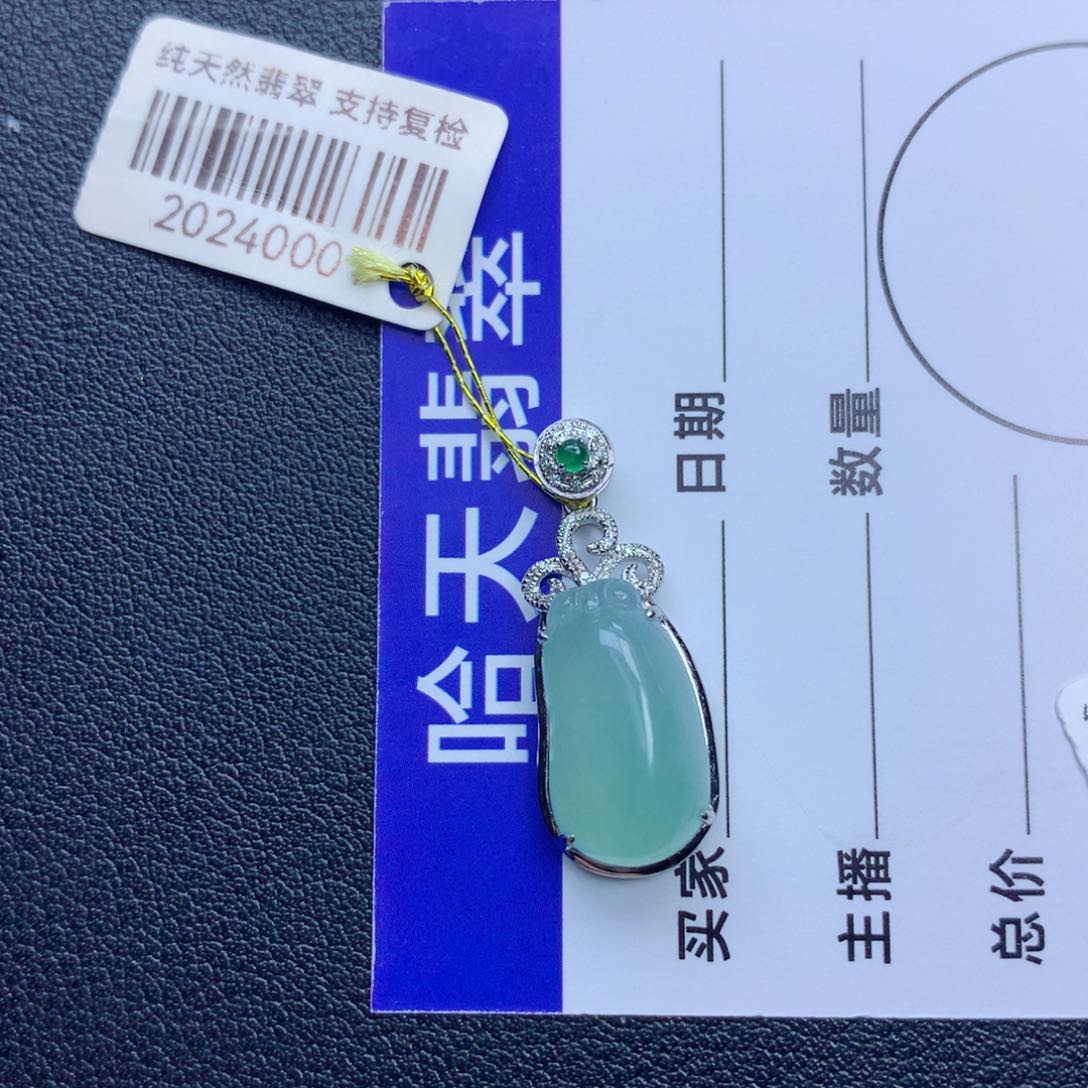 纯天然翡翠 支持复检
2024000
哈天翡翠
买家
日期
主播
数量
总价